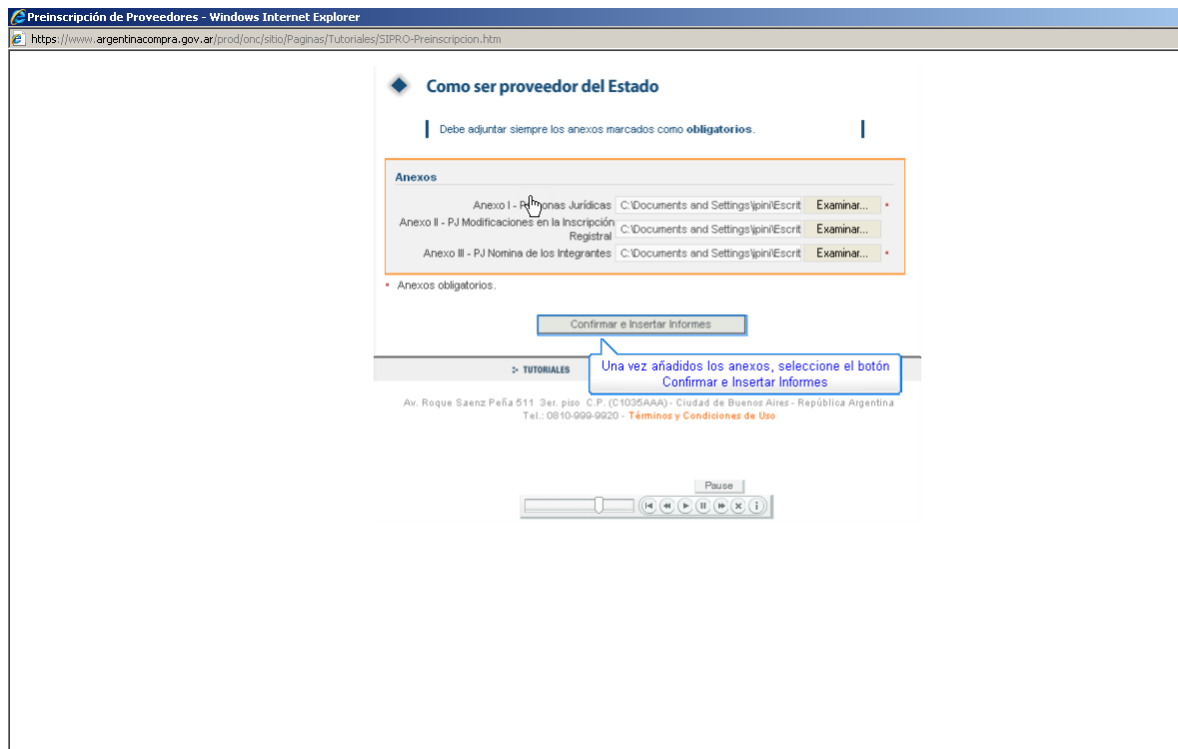 Preinscripción de Proveedores - Windows Internet Explorer
https://www.argentinacompra.gov.ar/prod/onc/sitio/Paginas/Tutoriales/SIPRO-Preinscripcion.htm
Como ser proveedor del Estado
Debe adjuntar siempre los anexos marcados como obligatorios.
Anexos
Anexo I - Personas Jurídicas C:\Documents and Settings\jpini\Escrit Examinar... *
Anexo II - PJ Modificaciones en la Inscripción
Registral C:\Documents and Settings\jpini\Escrit Examinar...
Anexo III - PJ Nomina de los Integrantes C:\Documents and Settings\jpini\Escrit Examinar... *
* Anexos obligatorios.
Confirmar e Insertar Informes
:- TUTORIALES
Una vez añadidos los anexos, seleccione el botón
Confirmar e Insertar Informes
Av. Roque Saenz Peña 511 3er. piso C.P. (C1035AAA) - Ciudad de Buenos Aires - República Argentina
Tel.: 0810-999-9920 - Términos y Condiciones de Uso
Pause